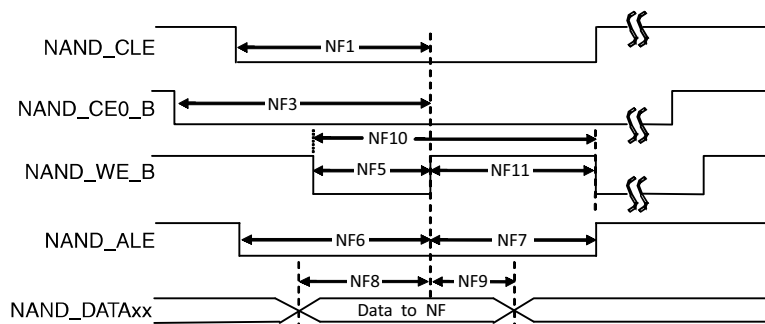 NAND_CLE
NF1
NAND_CE0_B
NF3
NF10
NAND_WE_B
NF5
NF11
NAND_ALE
NF6
NF7
NF8
NF9
NAND_DATAxx
Data to NF